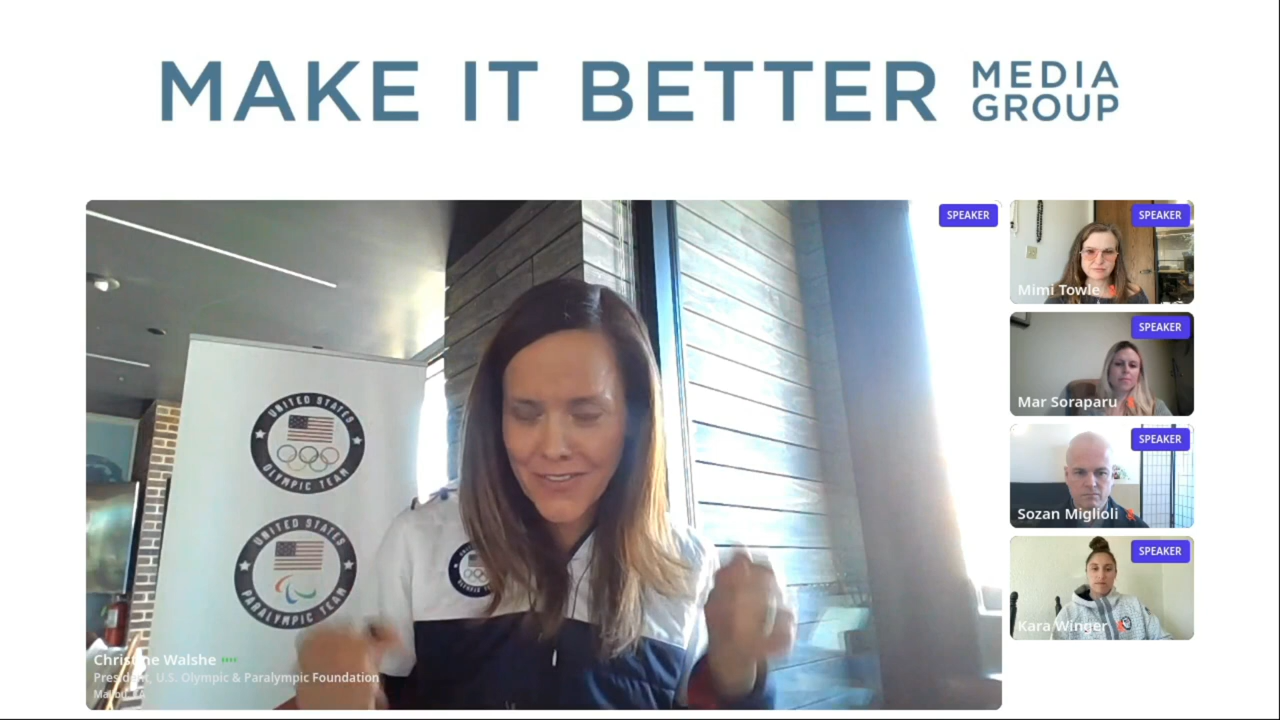 MAKE IT BETTER MEDIA GROUP
SPEAKER
SPEAKER
Mimi Towle
SPEAKER
Mar Soraparu
SPEAKER
Sozan Miglioli
SPEAKER
Kara Winger
UNITED STATES
OLYMPIC TEAM
UNITED STATES
PARALYMPIC TEAM
Christine Walshe
President, U.S. Olympic & Paralympic Foundation